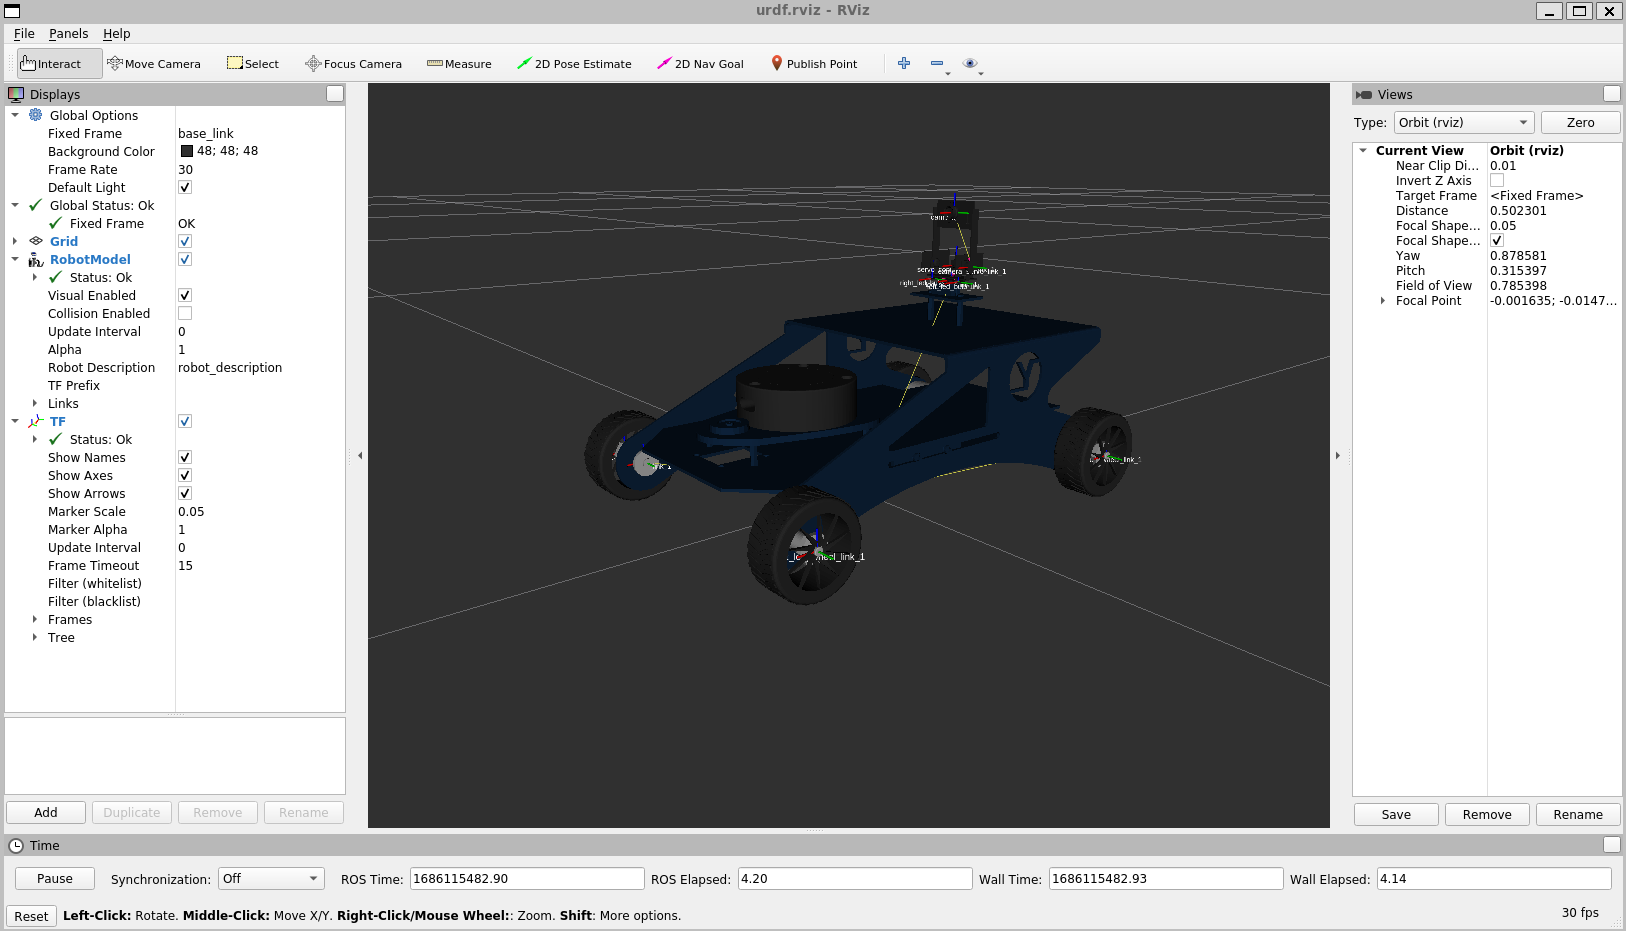 urdf.rviz - RViz
File Panels Help
Interact Move Camera Select Focus Camera Measure 2D Pose Estimate 2D Nav Goal Publish Point
Displays
Global Options
Fixed Frame base_link
Background Color 48; 48; 48
Frame Rate 30
Default Light
Global Status: Ok
Fixed Frame OK
Grid
RobotModel
Status: Ok
Visual Enabled
Collision Enabled
Update Interval 0
Alpha 1
Robot Description robot_description
TF Prefix
Links
TF
Status: Ok
Show Names
Show Axes
Show Arrows
Marker Scale 0.05
Marker Alpha 1
Update Interval 0
Frame Timeout 15
Filter (whitelist)
Filter (blacklist)
Frames
Tree
Add Duplicate Remove Rename
Y
Views
Type: Orbit (rviz) Zero
Current View Orbit (rviz)
Near Clip Di... 0.01
Invert Z Axis
Target Frame <Fixed Frame>
Distance 0.502301
Focal Shape... 0.05
Focal Shape...
Yaw 0.878581
Pitch 0.315397
Field of View 0.785398
Focal Point -0.001635; -0.0147...
Save Remove Rename
Time
Pause Synchronization: Off ROS Time: 1686115482.90 ROS Elapsed: 4.20 Wall Time: 1686115482.93 Wall Elapsed: 4.14
Reset Left-Click: Rotate. Middle-Click: Move X/Y. Right-Click/Mouse Wheel:: Zoom. Shift: More options. 30 fps